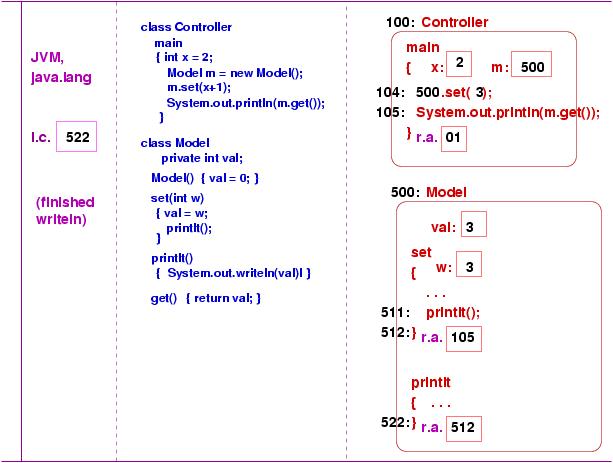 JVM,
java.lang
I.c. 522
(finished
writeln)
class Controller
main
{ int x = 2;
Model m = new Model();
m.set(x+1);
System.out.println(m.get());
}
class Model
private int val;
Model() { val = 0; }
set(int w)
{ val = w;
printIt();
}
printIt()
{ System.out.writeln(val)l }
get() { return val; }
100: Controller
main
{ x: 2 m: 500
104: 500.set( 3);
105: System.out.println(m.get());
} r.a. 01
500: Model
val: 3
set
{ w: 3
. . .
511: printIt();
512:} r.a. 105
printIt
{ . . .
522:} r.a. 512